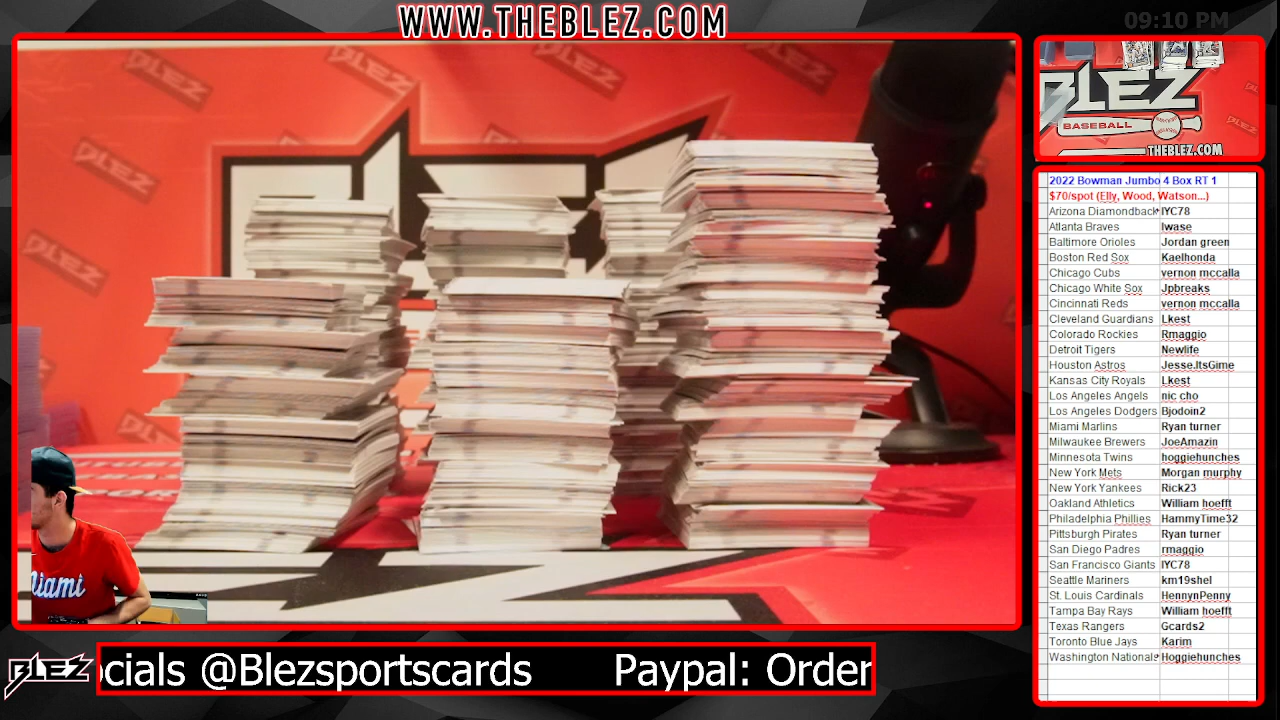 WWW.THEBLEZ.COM
09:10 PM
BLEZ
BASEBALL
THEBLEZ.COM
2022 Bowman Jumbo 4 Box RT 1
$70/spot (Elly, Wood, Watson...)
Arizona Diamondback IYC78
Atlanta Braves Iwase
Baltimore Orioles Jordan green
Boston Red Sox Kaelhonda
Chicago Cubs vernon mccalla
Chicago White Sox Jpbreaks
Cincinnati Reds vernon mccalla
Cleveland Guardians Lkest
Colorado Rockies Rmaggio
Detroit Tigers Newlife
Houston Astros Jesse.ItsGime
Kansas City Royals Lkest
Los Angeles Angels nic cho
Los Angeles Dodgers Bjodoin2
Miami Marlins Ryan turner
Milwaukee Brewers JoeAmazin
Minnesota Twins hoggiehunches
New York Mets Morgan murphy
New York Yankees Rick23
Oakland Athletics William hoefft
Philadelphia Phillies HammyTime32
Pittsburgh Pirates Ryan turner
San Diego Padres rmaggio
San Francisco Giants IYC78
Seattle Mariners km19shel
St. Louis Cardinals HennynPenny
Tampa Bay Rays William hoefft
Texas Rangers Gcards2
Toronto Blue Jays Karim
Washington Nationals Hoggiehunches
BLEZ
BLEZ
BLEZ
BLEZ
Miami
BLEZ
ocials @Blezsportscards Paypal: Order